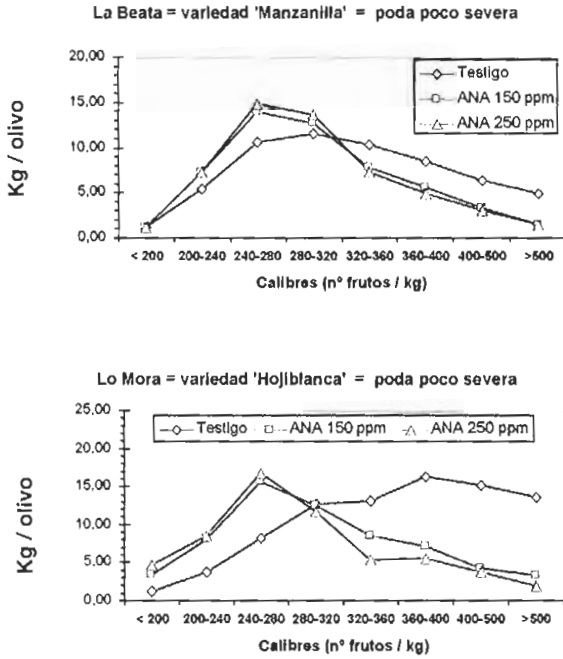 La Beata = variedad 'Manzanilla' = poda poco severa
20,00
15,00
10,00
5,00
0,00
Kg / olivo
Testigo
ANA 150 ppm
ANA 250 ppm
< 200 200-240 240-280 280-320 320-360 360-400 400-500 >500
Calibres (nº frutos / kg)
Lo Mora = variedad 'Hojiblanca' = poda poco severa
25,00
20,00
15,00
10,00
5,00
0,00
Kg / olivo
Testigo ANA 150 ppm ANA 250 ppm
< 200 200-240 240-280 280-320 320-360 360-400 400-500 >500
Calibres (nº frutos / kg)